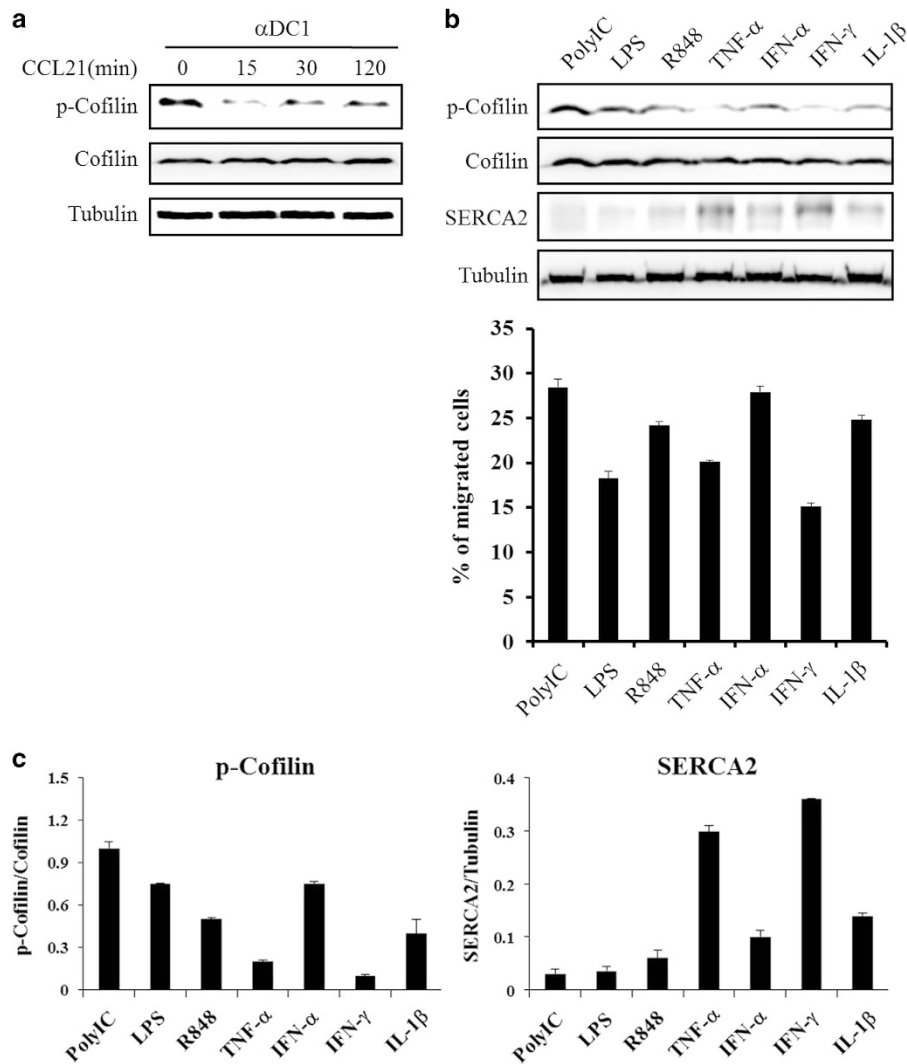 a
αDC1
CCL21(min) 0 15 30 120
p-Cofilin
Cofilin
Tubulin
b
PolyIC LPS R848 TNF-α IFN-α IFN-γ IL-1β
p-Cofilin
Cofilin
SERCA2
Tubulin
% of migrated cells
35
30
25
20
15
10
5
0
PolyIC LPS R848 TNF-α IFN-α IFN-γ IL-1β
c
p-Cofilin
p-Cofilin/Cofilin
1.5
1.2
0.9
0.6
0.3
0
PolyIC LPS R848 TNF-α IFN-α IFN-γ IL-1β
SERCA2
SERCA2/Tubulin
0.4
0.3
0.2
0.1
0
PolyIC LPS R848 TNF-α IFN-α IFN-γ IL-1β